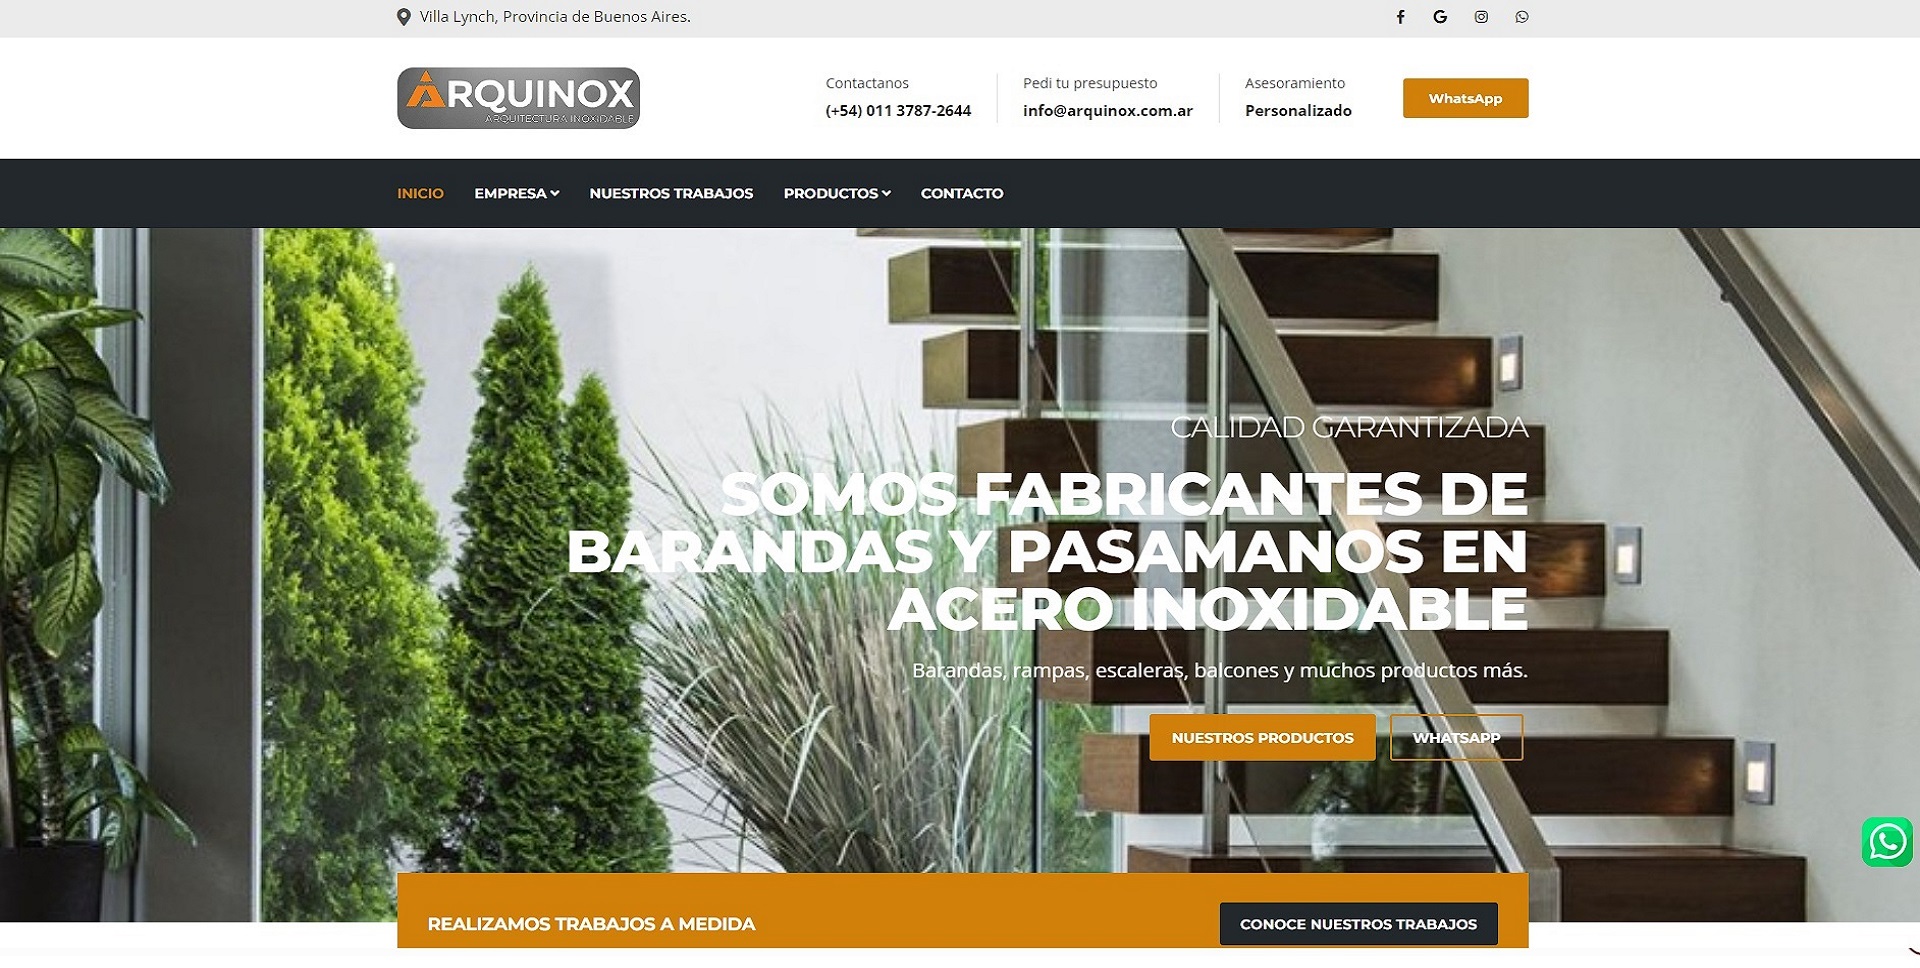 Villa Lynch, Provincia de Buenos Aires.
ARQUINOX
ARQUITECTURA INOXIDABLE
Contactanos
(+54) 011 3787-2644
Pedi tu presupuesto
info@arquinox.com.ar
Asesoramiento
Personalizado
WhatsApp
INICIO EMPRESA NUESTROS TRABAJOS PRODUCTOS CONTACTO
CALIDAD GARANTIZADA
SOMOS FABRICANTES DE
BARANDAS Y PASAMANOS EN
ACERO INOXIDABLE
Barandas, rampas, escaleras, balcones y muchos productos más.
NUESTROS PRODUCTOS WHATSAPP
REALIZAMOS TRABAJOS A MEDIDA
CONOCE NUESTROS TRABAJOS